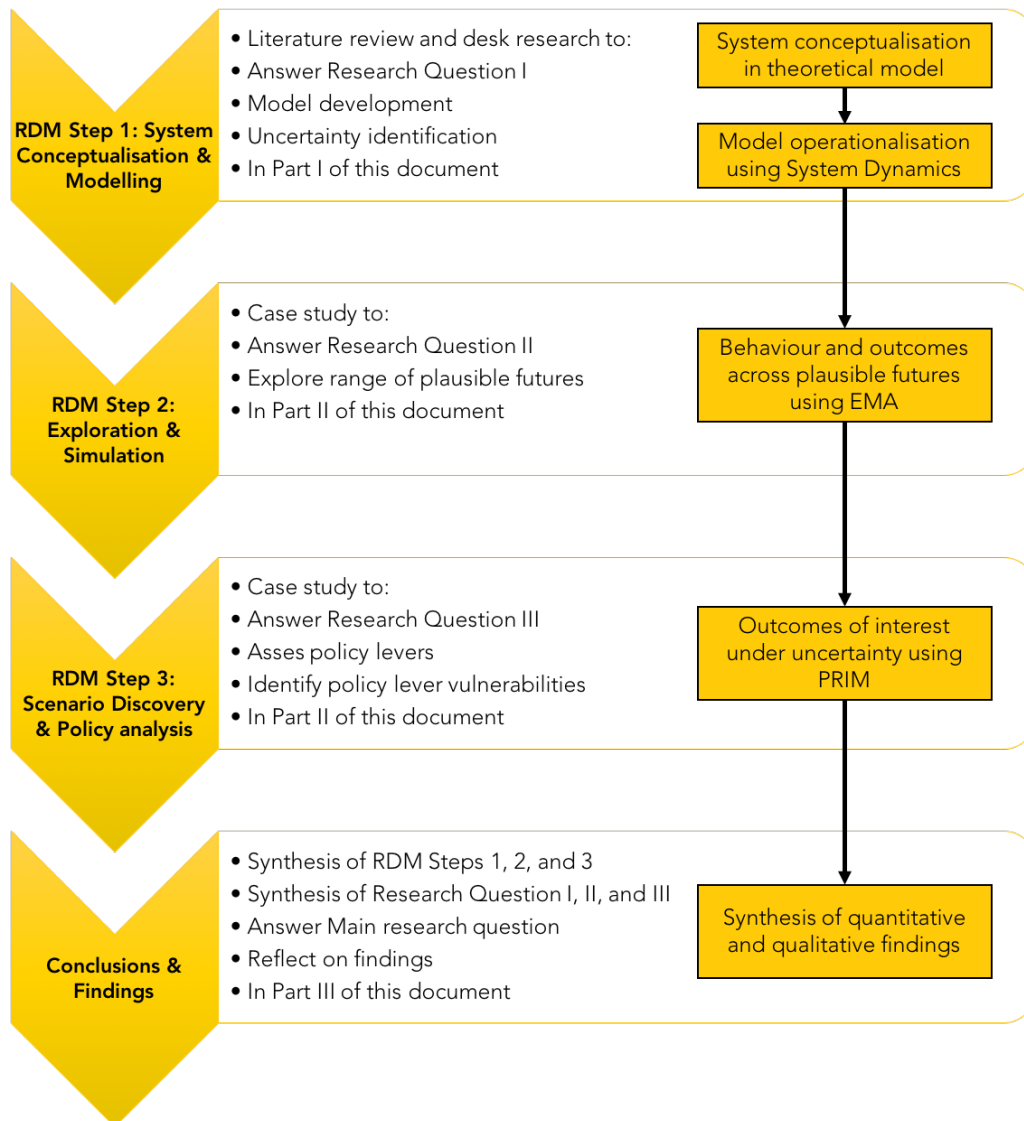 RDM Step 1: System
Conceptualisation &
Modelling
• Literature review and desk research to:
• Answer Research Question I
• Model development
• Uncertainty identification
• In Part I of this document
System conceptualisation
in theoretical model
Model operationalisation
using System Dynamics
RDM Step 2:
Exploration &
Simulation
• Case study to:
• Answer Research Question II
• Explore range of plausible futures
• In Part II of this document
Behaviour and outcomes
across plausible futures
using EMA
RDM Step 3:
Scenario Discovery
& Policy analysis
• Case study to:
• Answer Research Question III
• Asses policy levers
• Identify policy lever vulnerabilities
• In Part II of this document
Outcomes of interest
under uncertainty using
PRIM
Conclusions &
Findings
• Synthesis of RDM Steps 1, 2, and 3
• Synthesis of Research Question I, II, and III
• Answer Main research question
• Reflect on findings
• In Part III of this document
Synthesis of quantitative
and qualitative findings